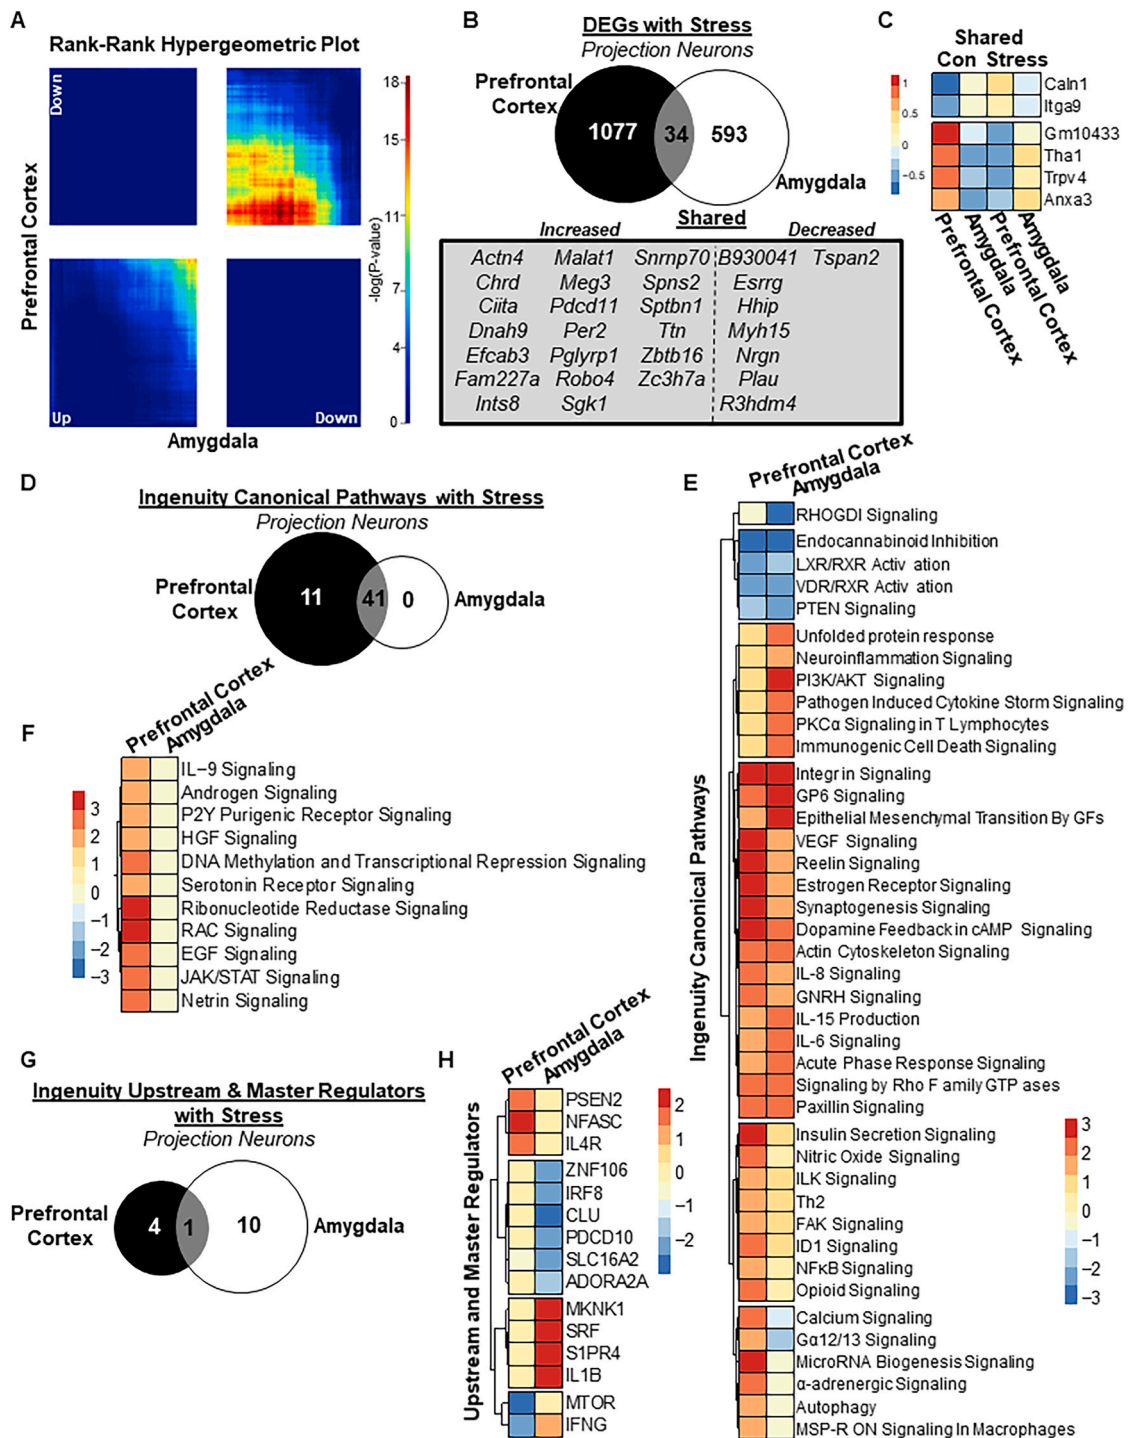 A
Rank-Rank Hypergeometric Plot
Down
Prefrontal Cortex
Up
Down
Amygdala
18
15
11
7
4
0
-log(P-value)
B
DEGs with Stress
Projection Neurons
Prefrontal
Cortex
1077
34
593
Amygdala
Shared
Increased
Decreased
Actn4 Malat1 Snrnp70 B930041 Tspan2
Chrd Meg3 Spns2 Esrrg
Ciita Pdcd11 Sptbn1 Hhip
Dnah9 Per2 Ttn Myh15
Efcab3 Pglyrp1 Zbtb16 Nrgn
Fam227a Robo4 Zc3h7a Plau
Ints8 Sgk1 R3hdm4
C
Shared
Con Stress
1
0.5
0
-0.5
Caln1
Itga9
Gm10433
Tha1
Trpv4
Anxa3
Prefrontal Cortex
Amygdala
Prefrontal Cortex
Amygdala
D
Ingenuity Canonical Pathways with Stress
Projection Neurons
Prefrontal
Cortex
11
41
0
Amygdala
E
Prefrontal Cortex
Amygdala
Ingenuity Canonical Pathways
RHOGDI Signaling
Endocannabinoid Inhibition
LXR/RXR Activ ation
VDR/RXR Activ ation
PTEN Signaling
Unfolded protein response
Neuroinflammation Signaling
PI3K/AKT Signaling
Pathogen Induced Cytokine Storm Signaling
PKCα Signaling in T Lymphocytes
Immunogenic Cell Death Signaling
Integrin Signaling
GP6 Signaling
Epithelial Mesenchymal Transition By GFs
VEGF Signaling
Reelin Signaling
Estrogen Receptor Signaling
Synaptogenesis Signaling
Dopamine Feedback in cAMP Signaling
Actin Cytoskeleton Signaling
IL-8 Signaling
GNRH Signaling
IL-15 Production
IL-6 Signaling
Acute Phase Response Signaling
Signaling by Rho F amily GTP ases
Paxillin Signaling
Insulin Secretion Signaling
Nitric Oxide Signaling
ILK Signaling
Th2
FAK Signaling
ID1 Signaling
NFκB Signaling
Opioid Signaling
Calcium Signaling
Gα12/13 Signaling
MicroRNA Biogenesis Signaling
α-adrenergic Signaling
Autophagy
MSP-R ON Signaling In Macrophages
3
2
1
0
−1
−2
−3
F
Prefrontal Cortex
Amygdala
3
2
1
0
−1
−2
−3
IL−9 Signaling
Androgen Signaling
P2Y Purigenic Receptor Signaling
HGF Signaling
DNA Methylation and Transcriptional Repression Signaling
Serotonin Receptor Signaling
Ribonucleotide Reductase Signaling
RAC Signaling
EGF Signaling
JAK/STAT Signaling
Netrin Signaling
G
Ingenuity Upstream & Master Regulators
with Stress
Projection Neurons
Prefrontal
Cortex
4
1
10
Amygdala
H
Prefrontal Cortex
Amygdala
Upstream and Master Regulators
PSEN2
NFASC
IL4R
ZNF106
IRF8
CLU
PDCD10
SLC16A2
ADORA2A
MKNK1
SRF
S1PR4
IL1B
MTOR
IFNG
2
1
0
−1
−2